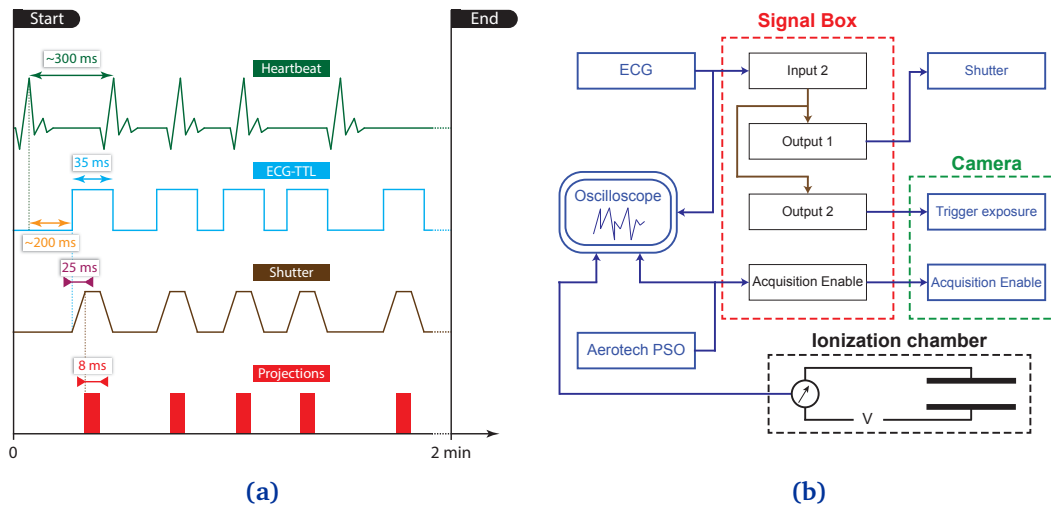 Start
End
~300 ms
Heartbeat
35 ms
ECG-TTL
~200 ms
25 ms
Shutter
8 ms
Projections
0
2 min
(a)
Signal Box
ECG
Input 2
Shutter
Output 1
Camera
Oscilloscope
Output 2
Trigger exposure
Acquisition Enable
Acquisition Enable
Aerotech PSO
Ionization chamber
V
(b)